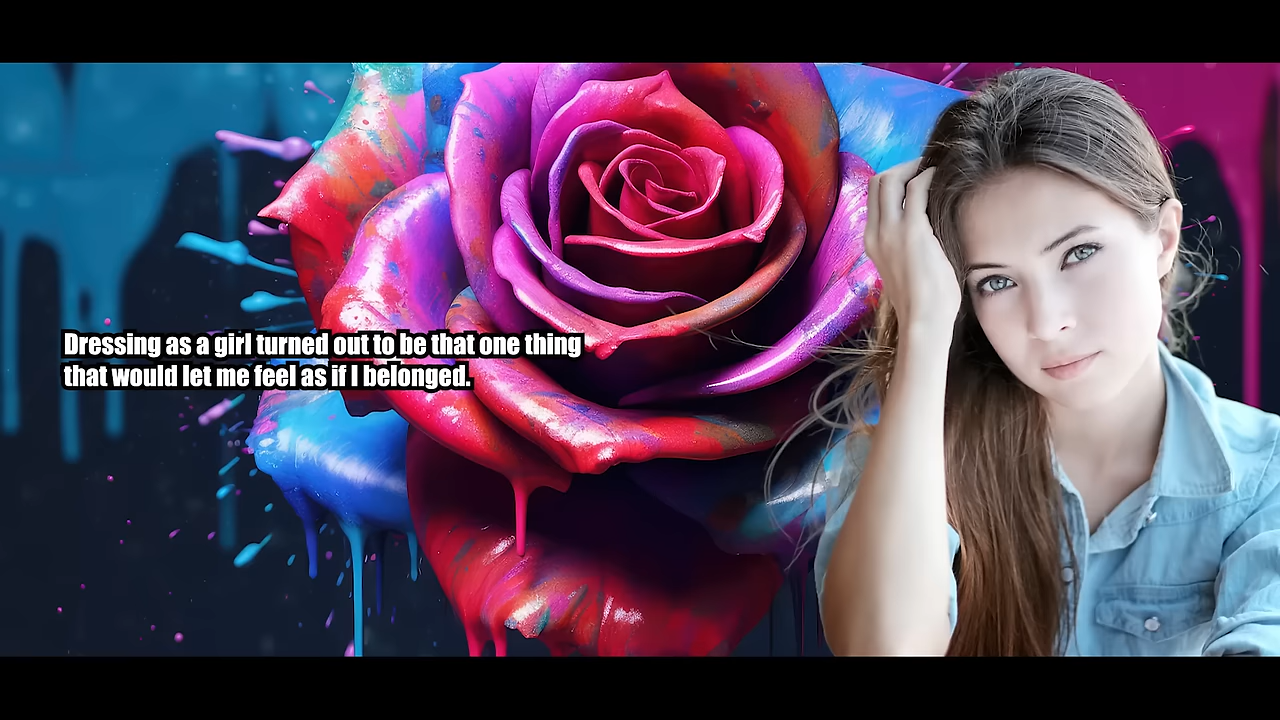 Dressing as a girl turned out to be that one thing
that would let me feel as if I belonged.